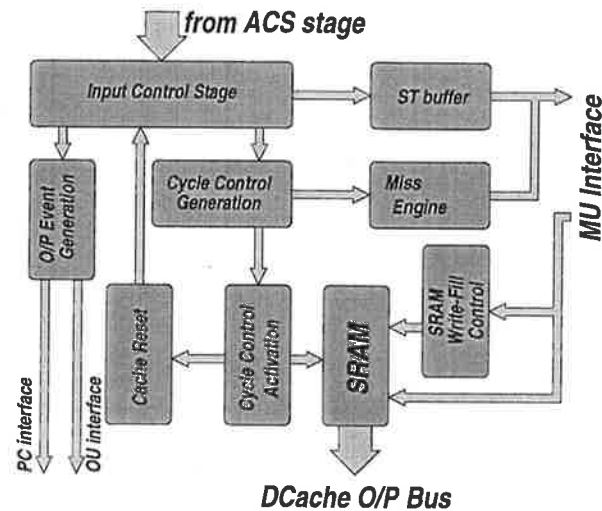 from ACS stage
Input Control Stage
ST buffer
MU Interface
O/P Event
Generation
Cycle Control
Generation
Miss
Engine
Cache Reset
Cycle Control
Activation
SRAM
SRAM
Write-Fill
Control
PC interface
OU interface
DCache O/P Bus